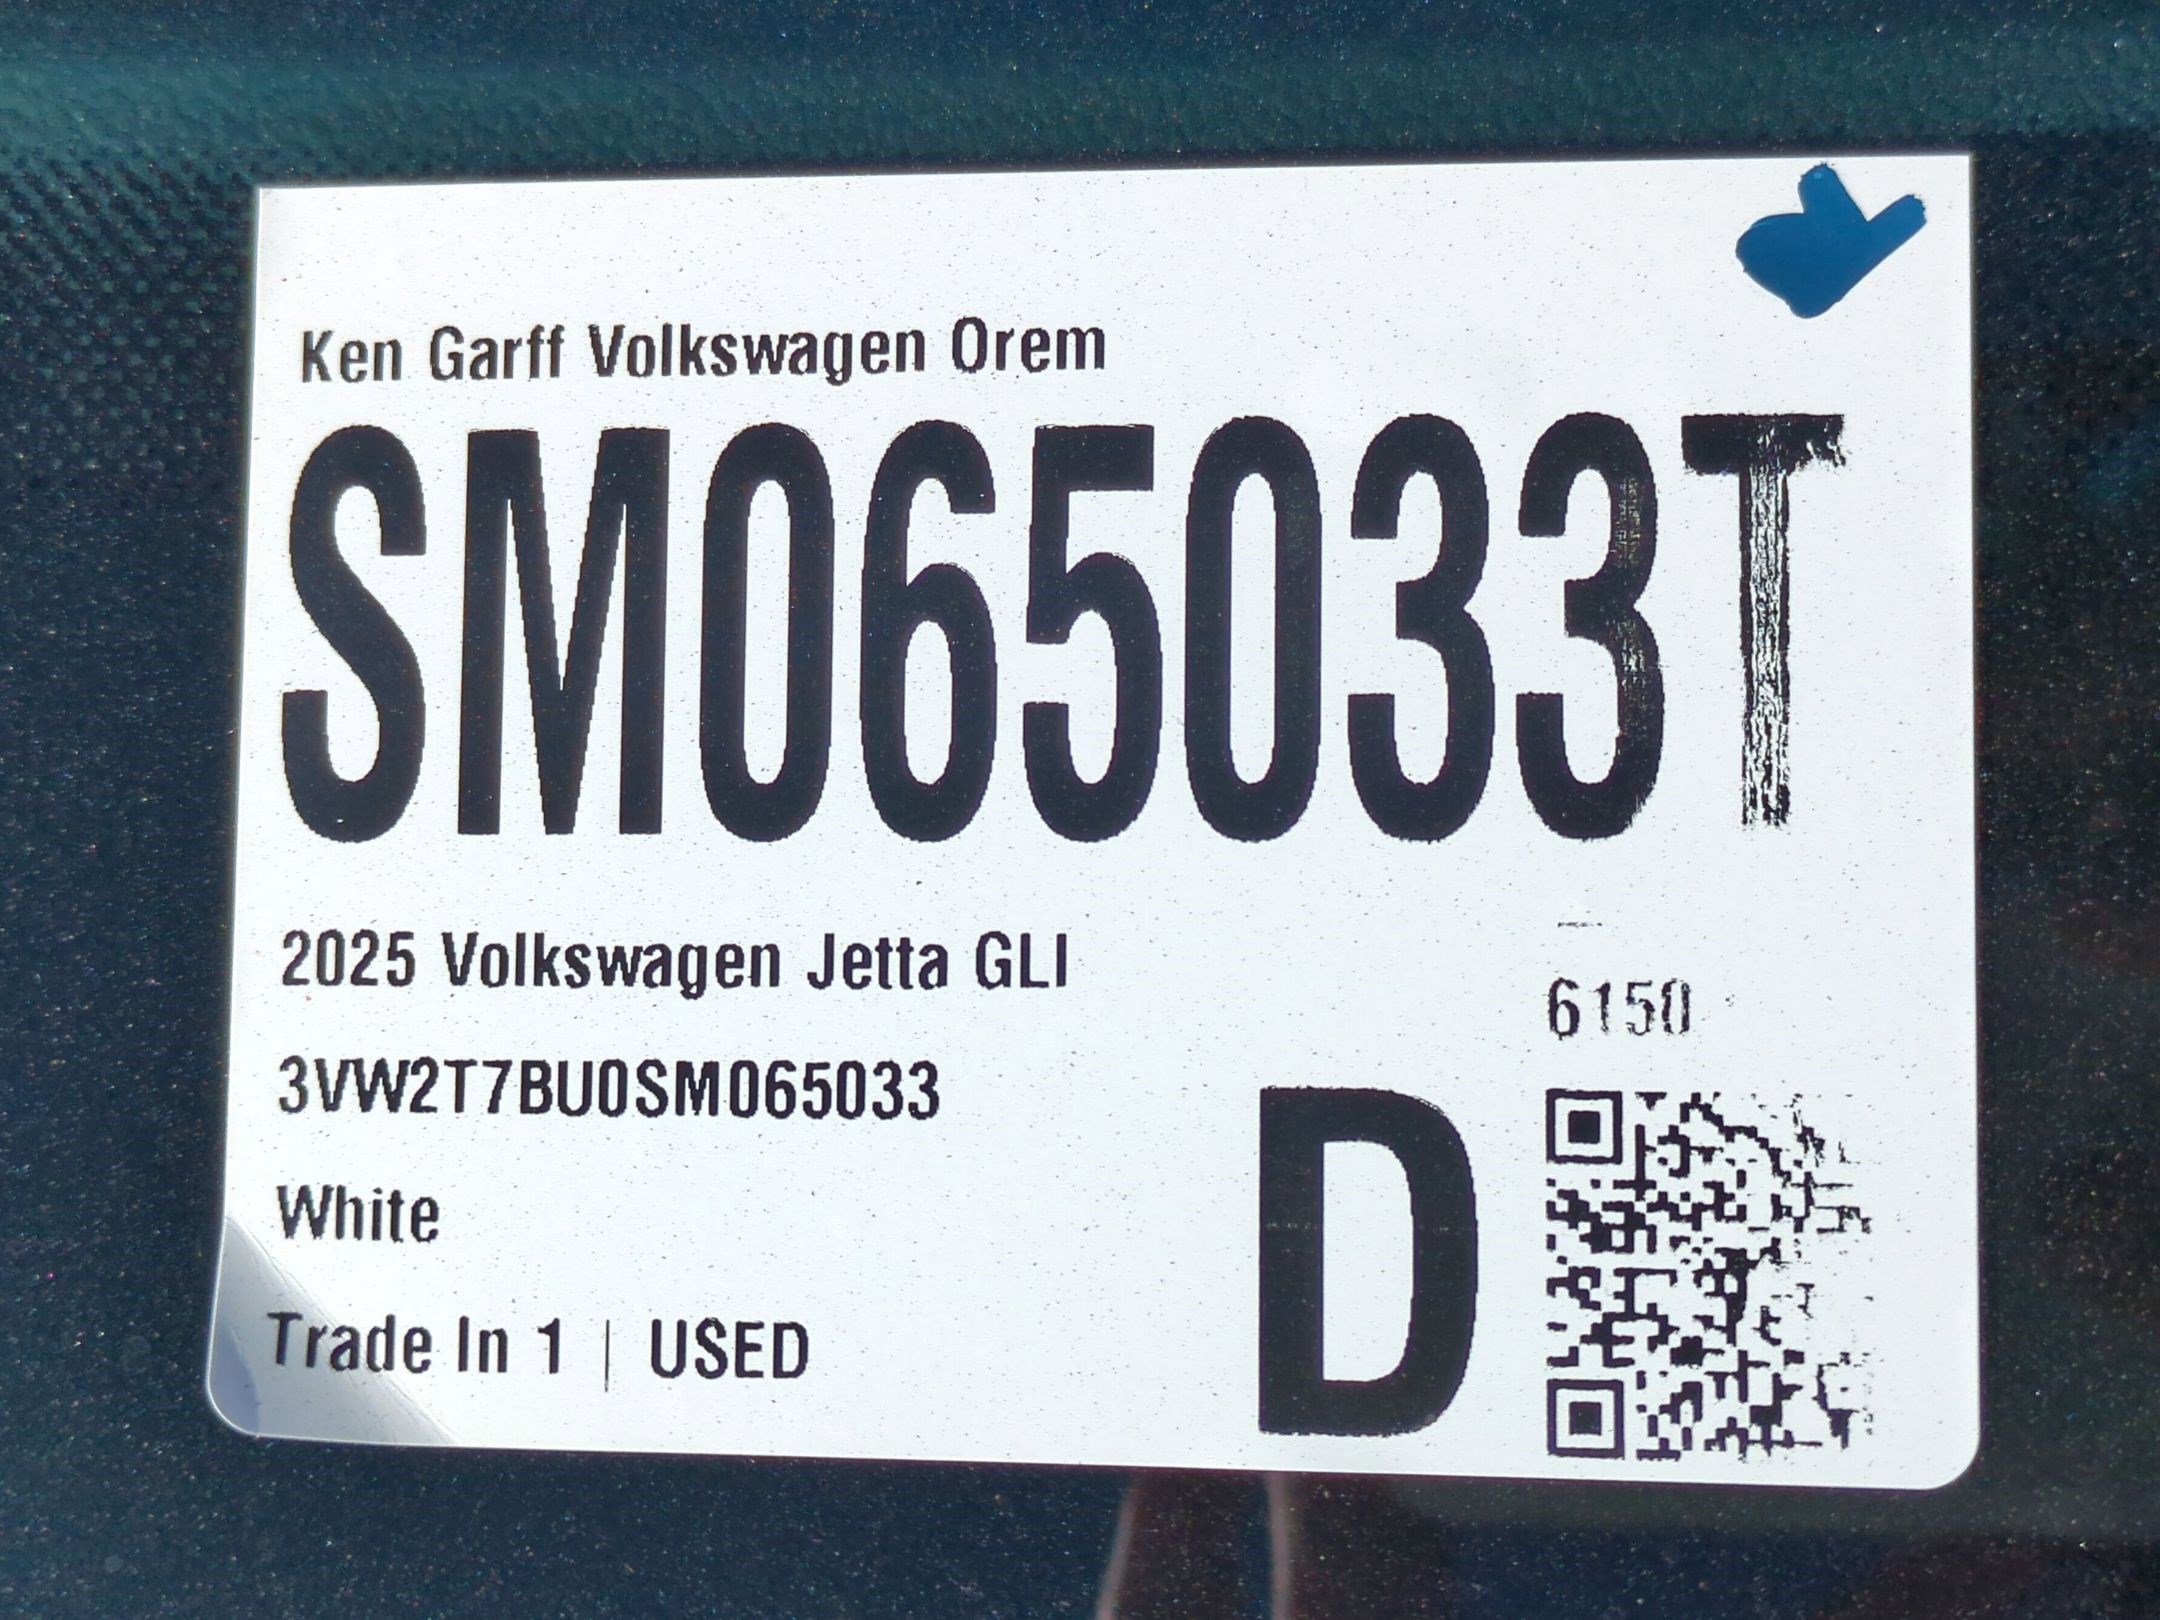 Ken Garff Volkswagen Orem
SM065033T
2025 Volkswagen Jetta GLI
6150
3VW2T7BU0SM065033
D
White
Trade In 1 | USED